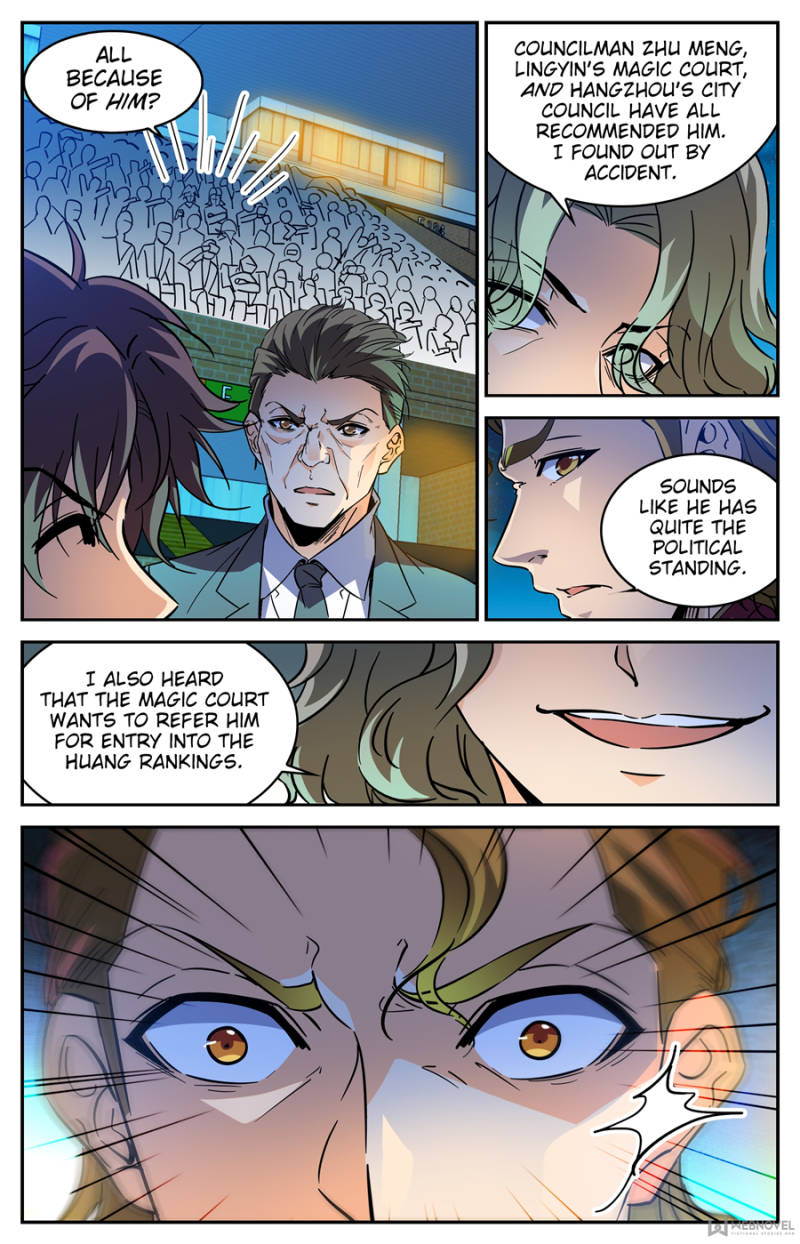 ALL
BECAUSE
OF HIM?
COUNCILMAN ZHU MENG,
LINGYIN'S MAGIC COURT,
AND HANGZHOU'S CITY
COUNCIL HAVE ALL
RECOMMENDED HIM.
I FOUND OUT BY
ACCIDENT.
E
SOUNDS
LIKE HE HAS
QUITE THE
POLITICAL
STANDING.
I ALSO HEARD
THAT THE MAGIC COURT
WANTS TO REFER HIM
FOR ENTRY INTO THE
HUANG RANKINGS.
WEBNOVEL